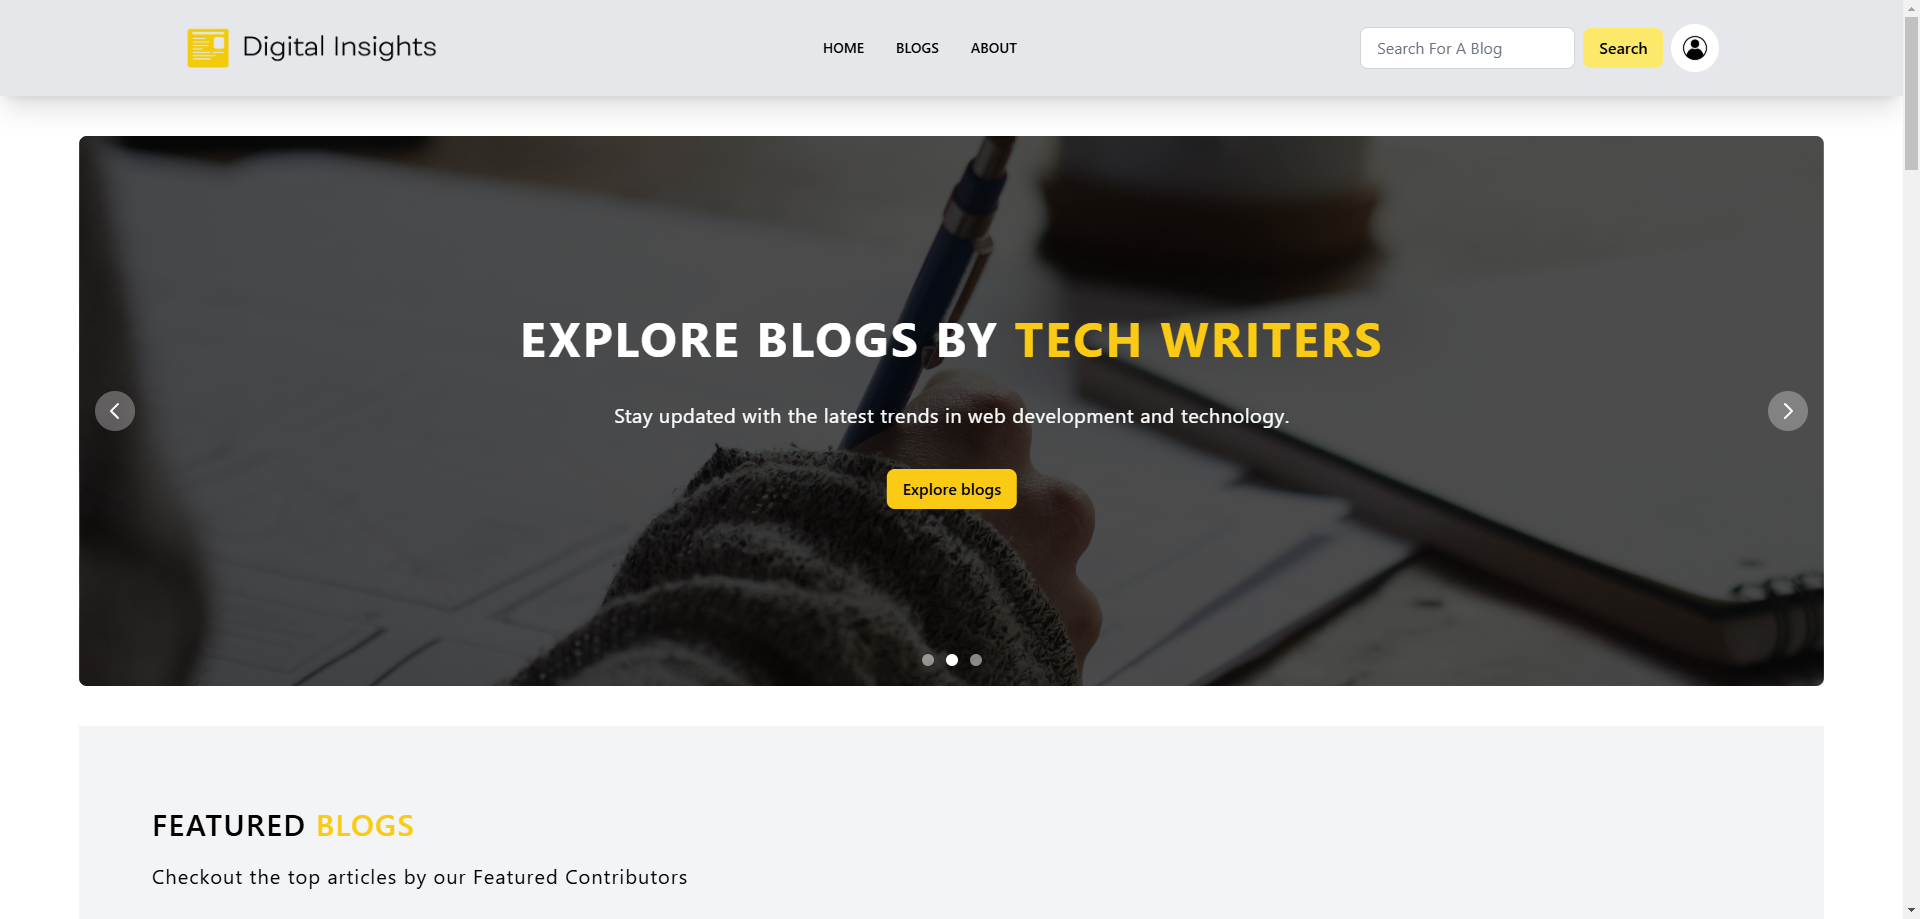 Digital Insights
HOME BLOGS ABOUT
Search For A Blog
Search
EXPLORE BLOGS BY TECH WRITERS
Stay updated with the latest trends in web development and technology.
Explore blogs
FEATURED BLOGS
Checkout the top articles by our Featured Contributors